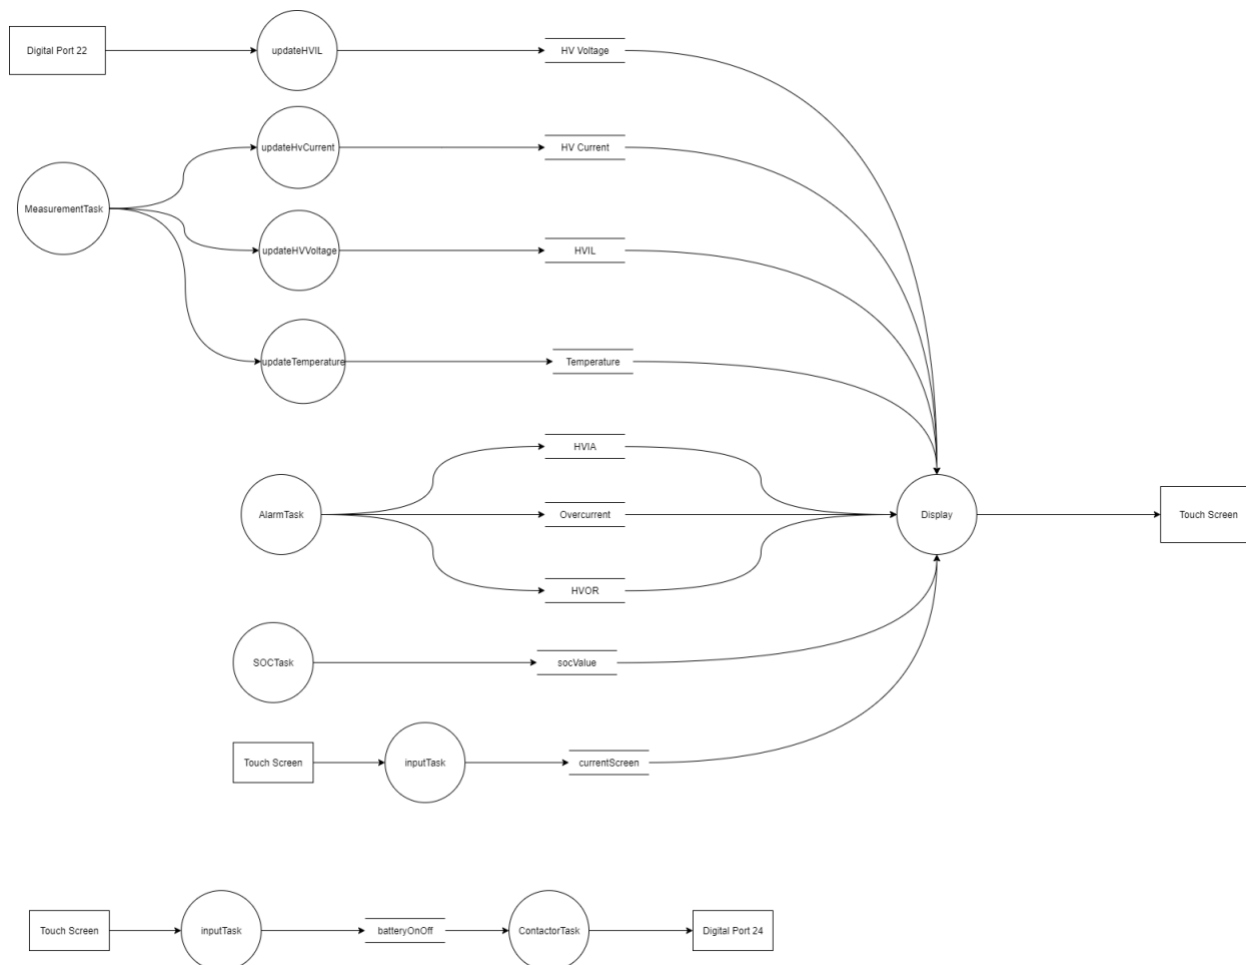 Digital Port 22
updateHVIL
HV Voltage
updateHvCurrent
HV Current
MeasurementTask
updateHVVoltage
HVIL
updateTemperature
Temperature
HVIA
AlarmTask
Overcurrent
Display
Touch Screen
HVOR
SOCTask
socValue
Touch Screen
inputTask
currentScreen
Touch Screen
inputTask
batteryOnOff
ContactorTask
Digital Port 24